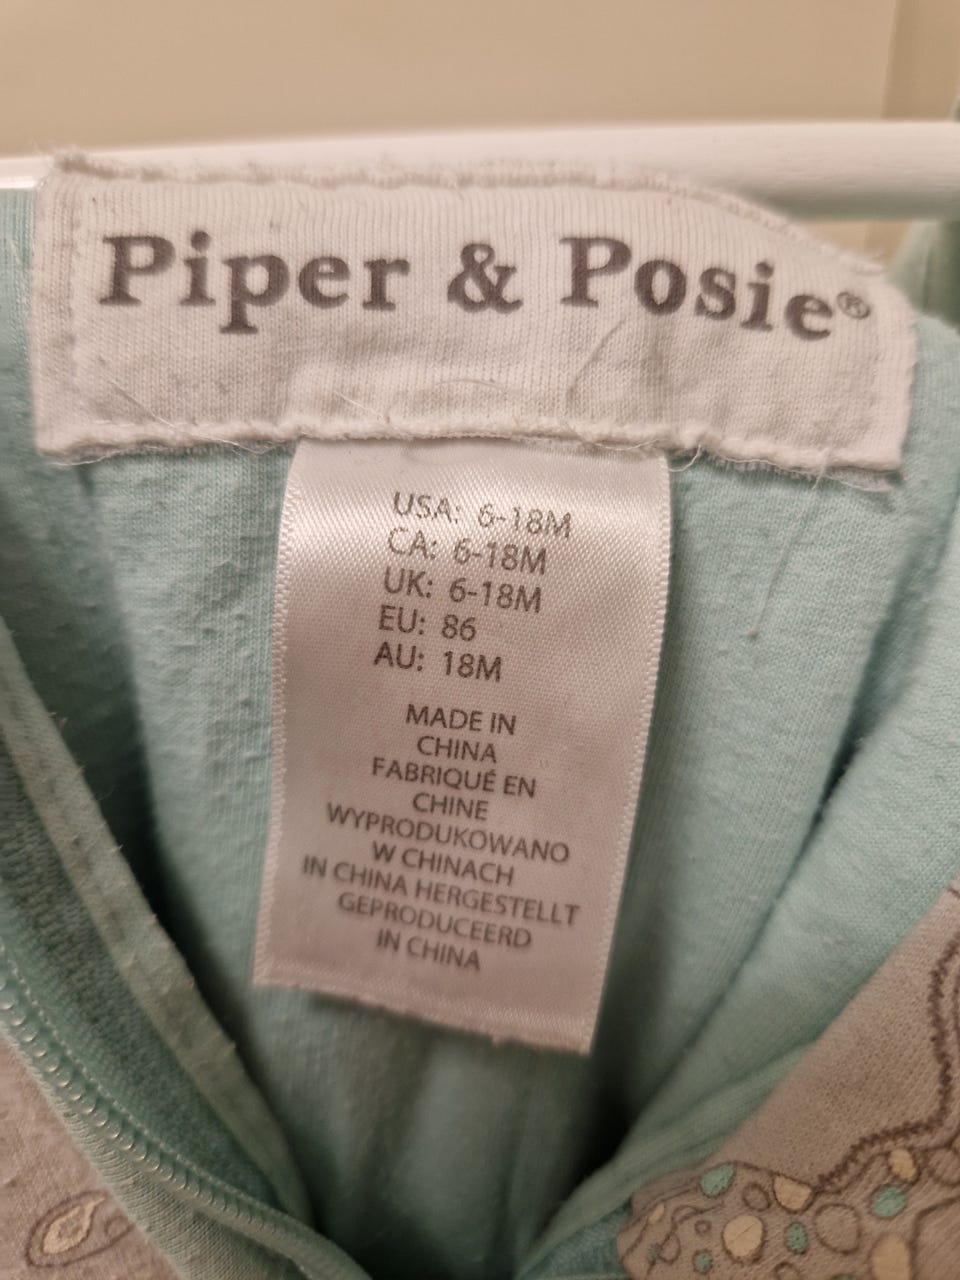 Piper & Posie®
USA: 6-18M
CA: 6-18M
UK: 6-18M
EU: 86
AU: 18M
MADE IN
CHINA
FABRIQUÉ EN
CHINE
WYPRODUKOWANO
W CHINACH
IN CHINA HERGESTELLT
GEPRODUCEERD
IN CHINA